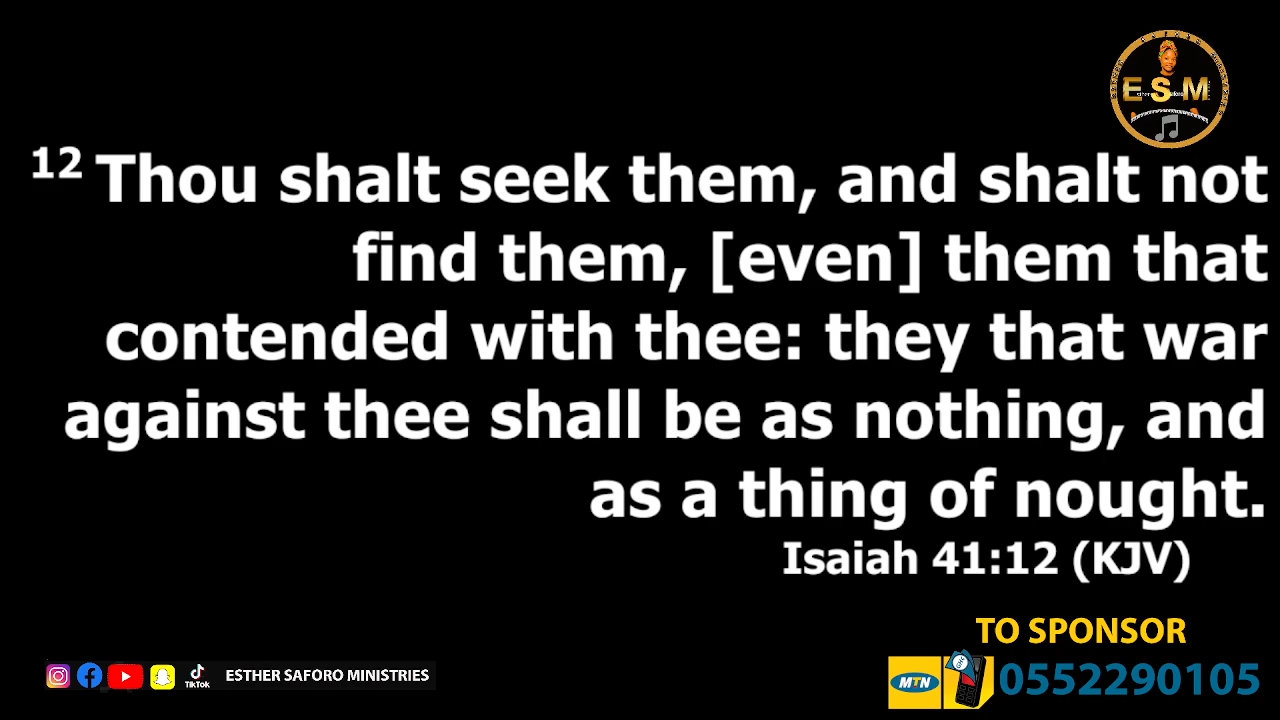 E S M
12 Thou shalt seek them, and shalt not
find them, [even] them that
contended with thee: they that war
against thee shall be as nothing, and
as a thing of nought.
Isaiah 41:12 (KJV)
TO SPONSOR
MTN 0552290105
TikTok ESTHER SAFORO MINISTRIES